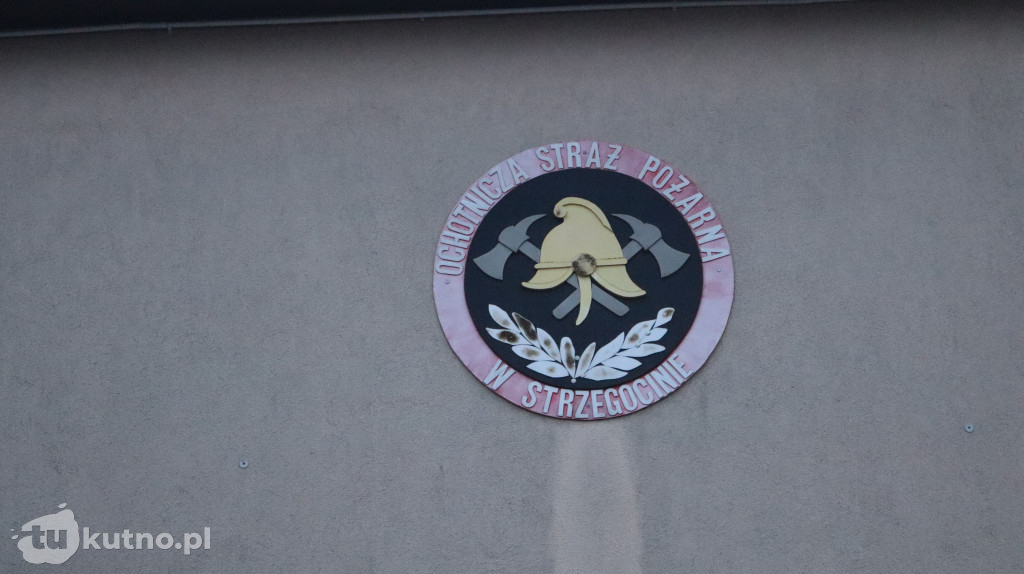 OCHOTNICZA STRAŻ POŻARNA
W STRZEGOCINIE
tukutno.pl